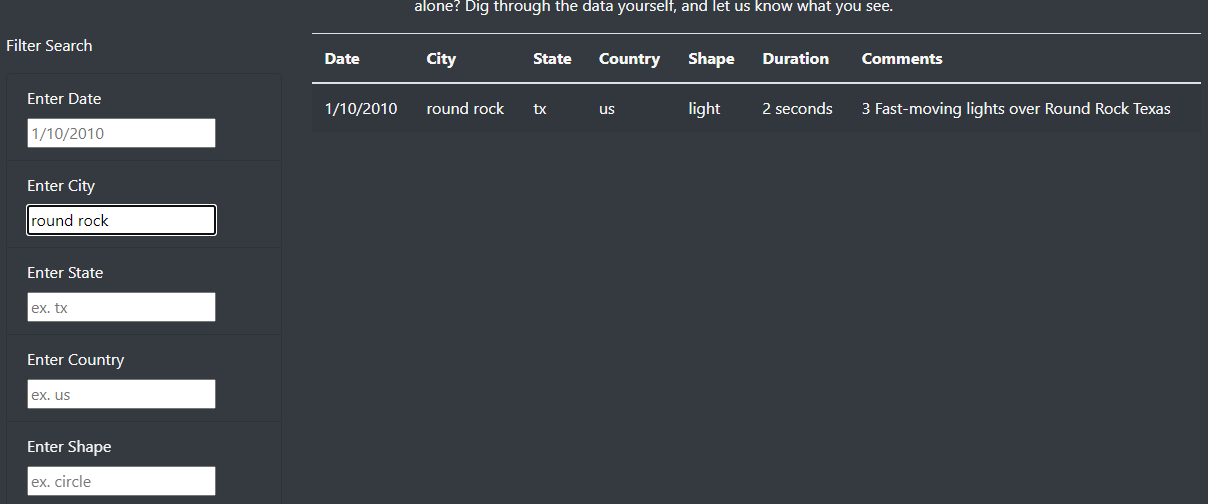 alone? Dig through the data yourself, and let us know what you see.
Filter Search
Enter Date
1/10/2010
Enter City
round rock
Enter State
ex. tx
Enter Country
ex. us
Enter Shape
ex. circle
Date City State Country Shape Duration Comments
1/10/2010 round rock tx us light 2 seconds 3 Fast-moving lights over Round Rock Texas